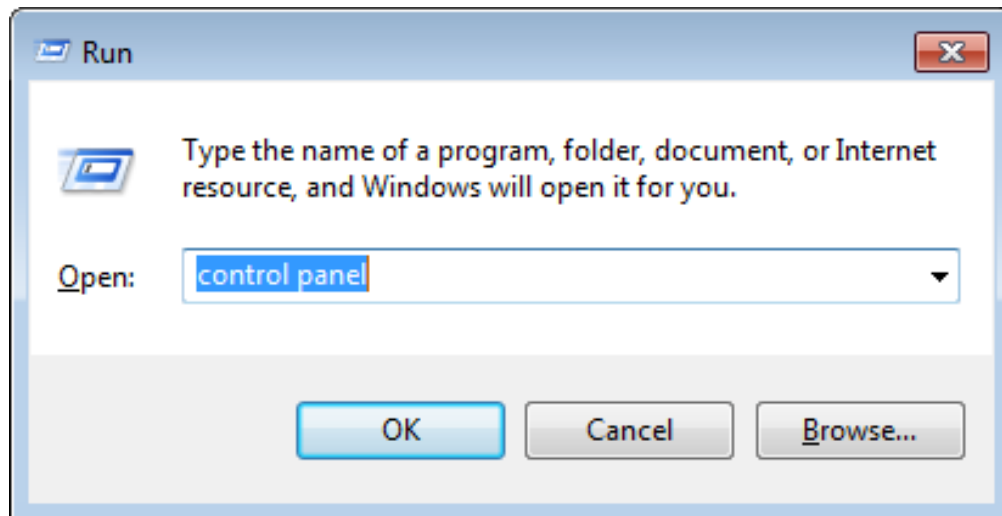 Run
Type the name of a program, folder, document, or Internet
resource, and Windows will open it for you.
Open: control panel
OK Cancel Browse...